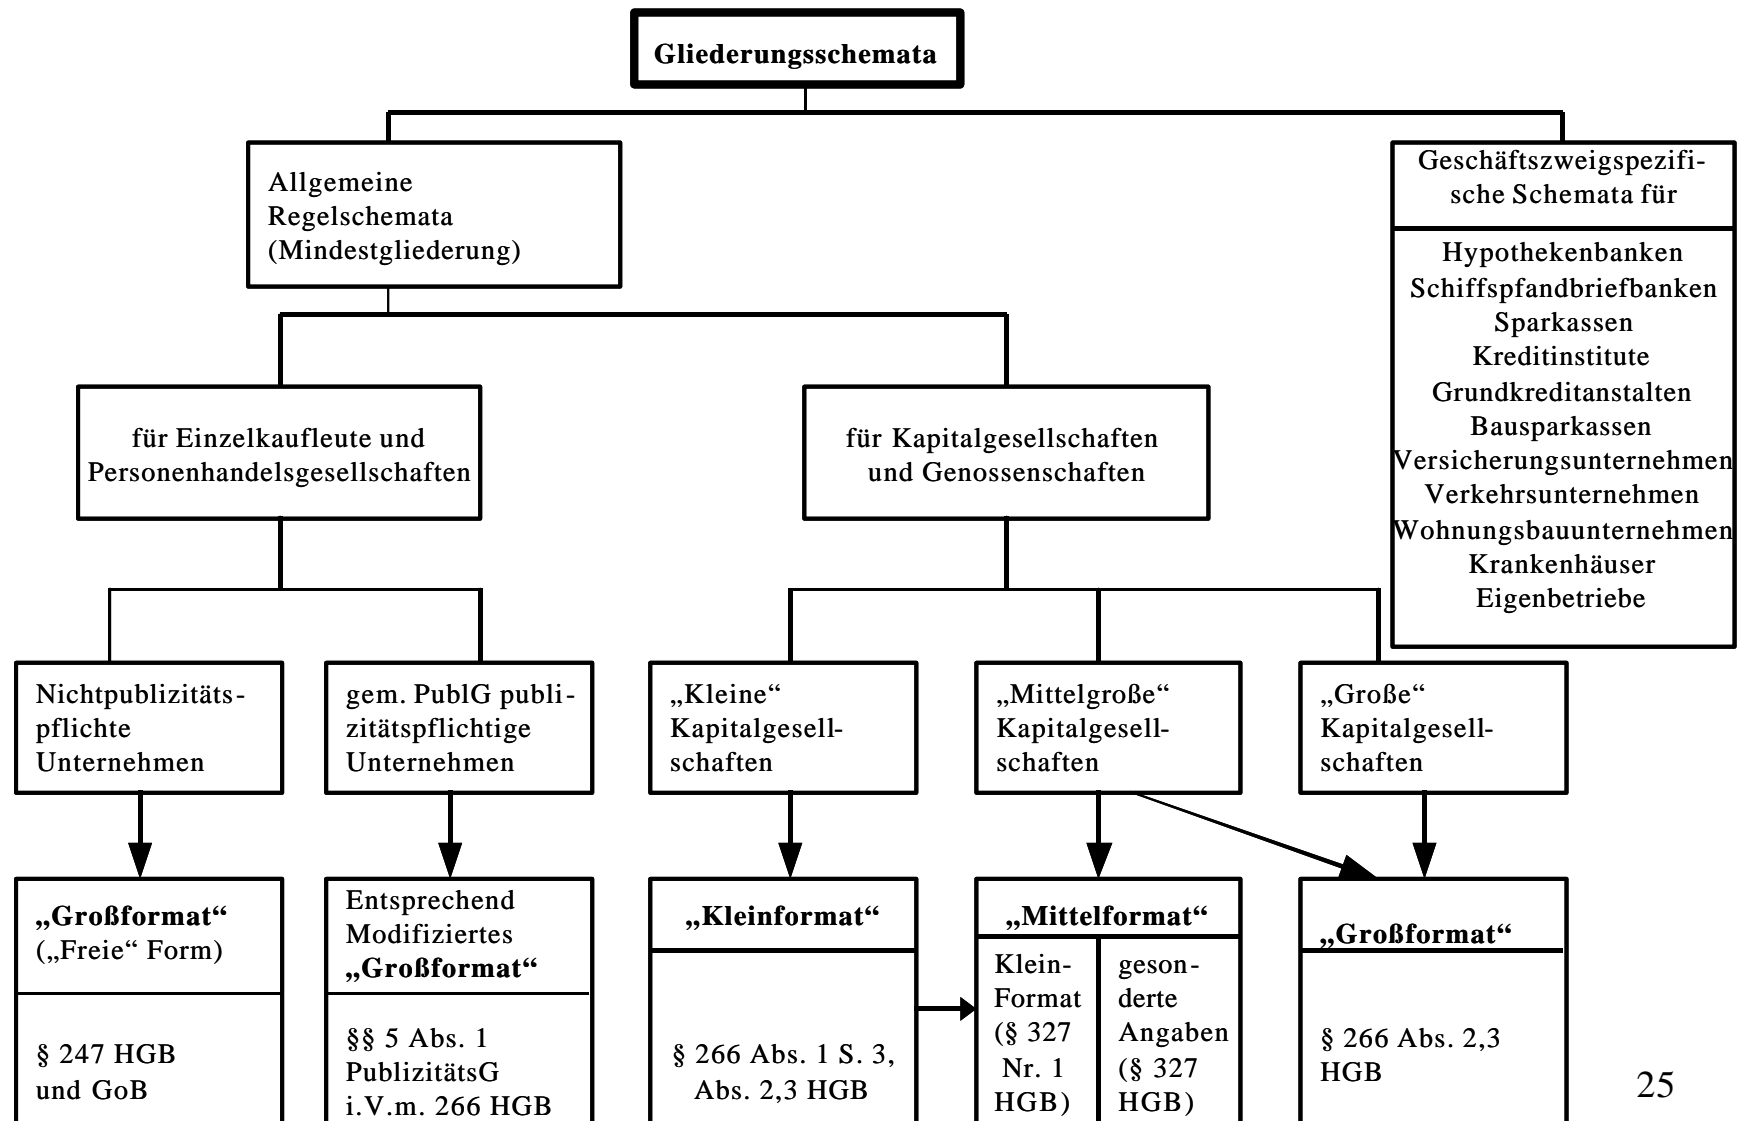 Gliederungsschemata
Allgemeine
Regelschemata
(Mindestgliederung)
Geschäftszweigspezifi-
sche Schemata für
Hypothekenbanken
Schiffspfandbriefbanken
Sparkassen
Kreditinstitute
Grundkreditanstalten
Bausparkassen
Versicherungsunternehmen
Verkehrsunternehmen
Wohnungsbauunternehmen
Krankenhäuser
Eigenbetriebe
für Einzelkaufleute und
Personenhandelsgesellschaften
für Kapitalgesellschaften
und Genossenschaften
Nichtpublizitäts-
pflichte
Unternehmen
gem. PublG publi-
zitätspflichtige
Unternehmen
„Kleine“
Kapitalgesell-
schaften
„Mittelgroße“
Kapitalgesell-
schaften
„Große“
Kapitalgesell-
schaften
„Großformat“
(„Freie“ Form)
§ 247 HGB
und GoB
Entsprechend
Modifiziertes
„Großformat“
§§ 5 Abs. 1
PublizitätsG
i.V.m. 266 HGB
„Kleinformat“
§ 266 Abs. 1 S. 3,
Abs. 2,3 HGB
„Mittelformat“
Klein-
Format
(§ 327
Nr. 1
HGB)
geson-
derte
Angaben
(§ 327
HGB)
„Großformat“
§ 266 Abs. 2,3
HGB
25